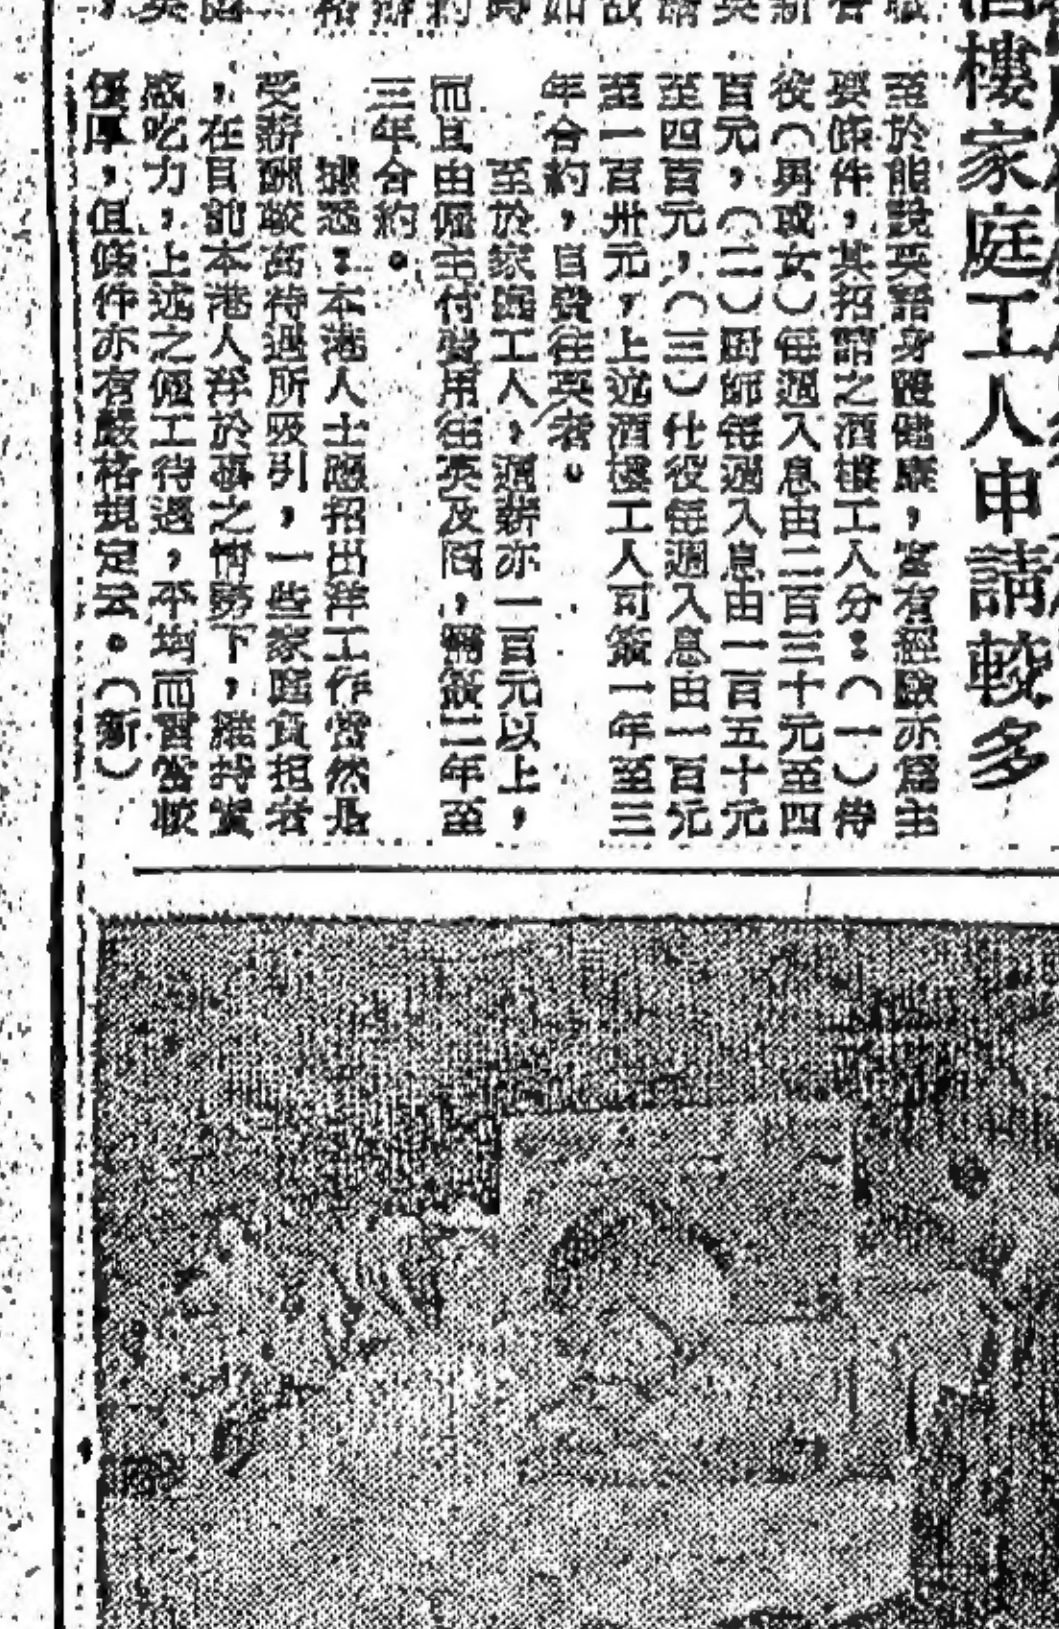 酒樓家庭工人申請較多
至於能說英語身體健康，富有經驗亦爲主
要條件，其招請之酒樓工人分：（一）侍
役（男或女）每週入息由二百三十元至四
百元，（二）厨師每週入息由一百五十元
至四百元，（三）仕役每週入息由一百元
至一百卅元，上述酒樓工人可簽一年至三
年合約，自費往英者。
至於家庭工人，週薪亦一百元以上，
而且由僱主付費用往英及囘，需簽二年至
三年合約。
據悉：本港人士應招出洋工作當然是
受薪酬較高待遇所吸引，一些家庭負担者
，在目前本港人浮於事之情勢下，維持實
感吃力，上述之傭工待遇，平均而言當較
優厚，但條件亦有嚴格規定云。（新）